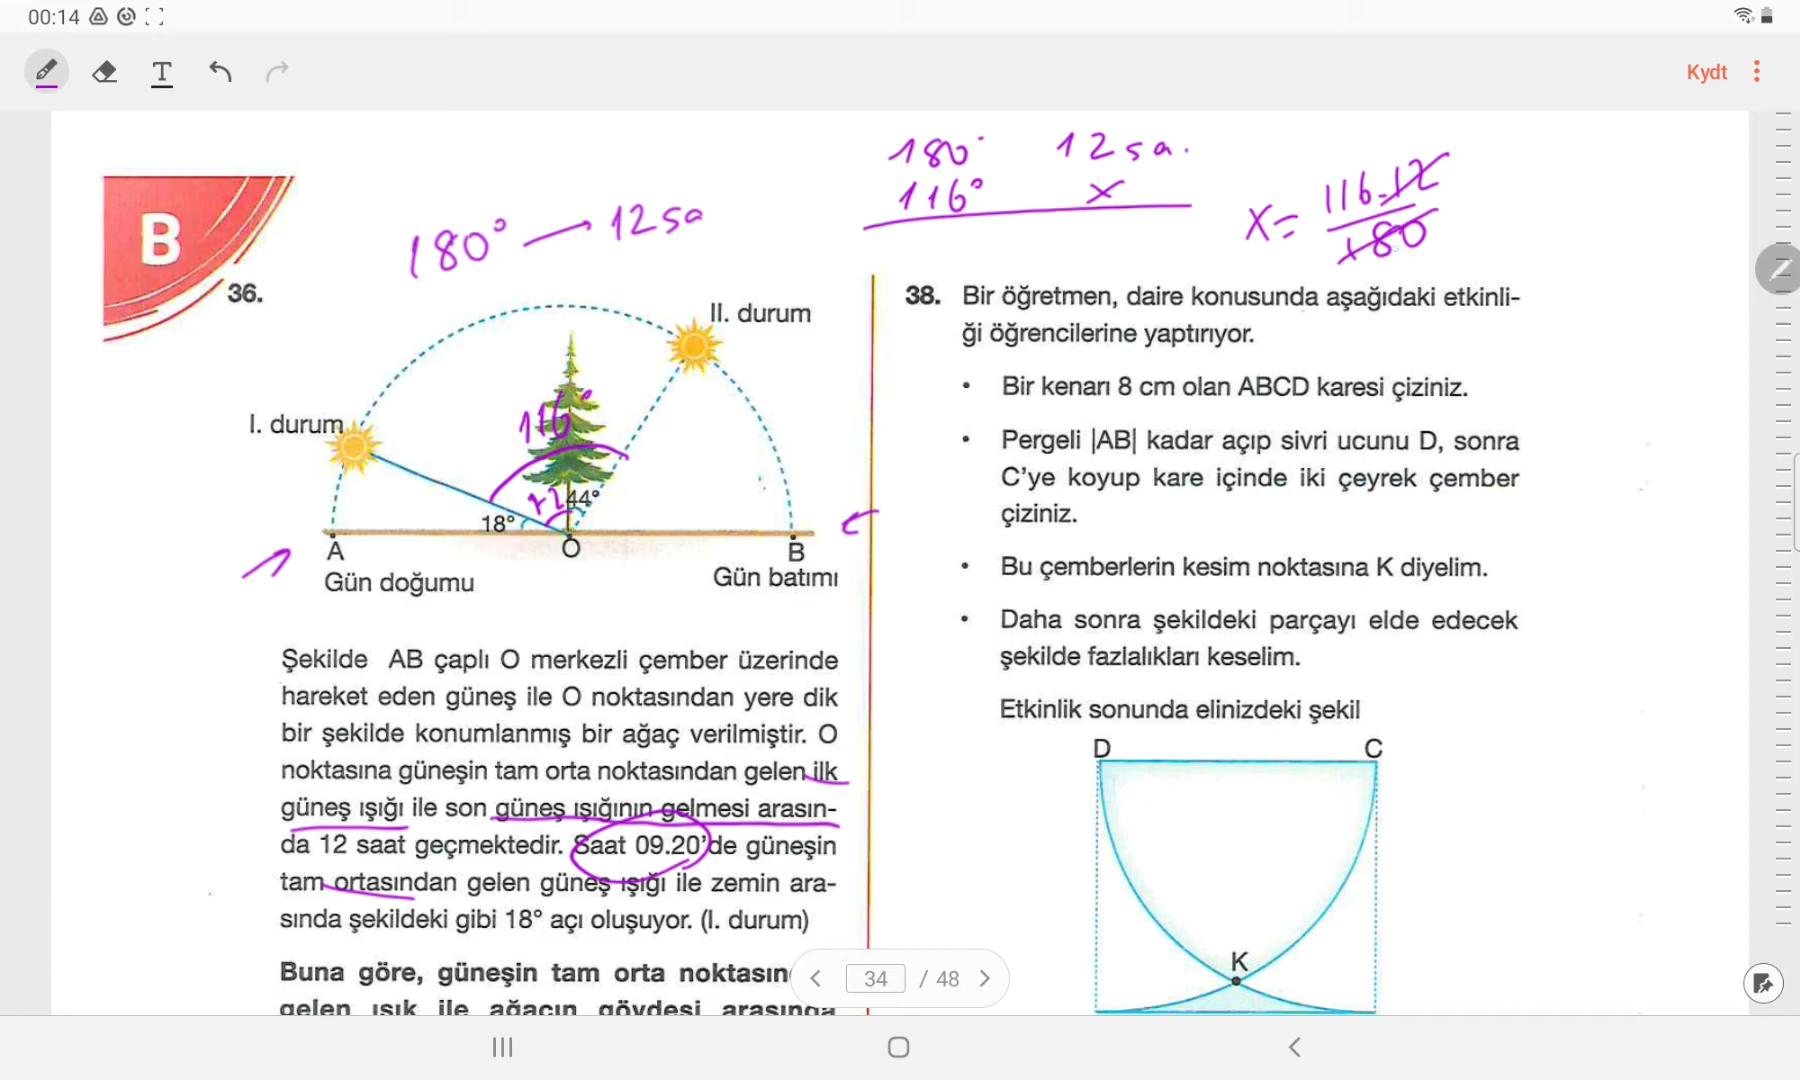 00:14
T
Kydt
180° 12 sa.
116° x
x = 116.12
180
180° → 12 sa
B
36.
II. durum
I. durum
116°
72
44°
18°
A
O
B
Gün doğumu
Gün batımı
Şekilde AB çaplı O merkezli çember üzerinde
hareket eden güneş ile O noktasından yere dik
bir şekilde konumlanmış bir ağaç verilmiştir. O
noktasına güneşin tam orta noktasından gelen ilk
güneş ışığı ile son güneş ışığının gelmesi arasın-
da 12 saat geçmektedir. Saat 09.20'de güneşin
tam ortasından gelen güneş ışığı ile zemin ara-
sında şekildeki gibi 18° açı oluşuyor. (I. durum)
Buna göre, güneşin tam orta noktasın
gelen ışık ile ağacın gövdesi arasında
38. Bir öğretmen, daire konusunda aşağıdaki etkinli-
ği öğrencilerine yaptırıyor.
• Bir kenarı 8 cm olan ABCD karesi çiziniz.
• Pergeli |AB| kadar açıp sivri ucunu D, sonra
C'ye koyup kare içinde iki çeyrek çember
çiziniz.
• Bu çemberlerin kesim noktasına K diyelim.
• Daha sonra şekildeki parçayı elde edecek
şekilde fazlalıkları keselim.
Etkinlik sonunda elinizdeki şekil
D C
K
34 / 48